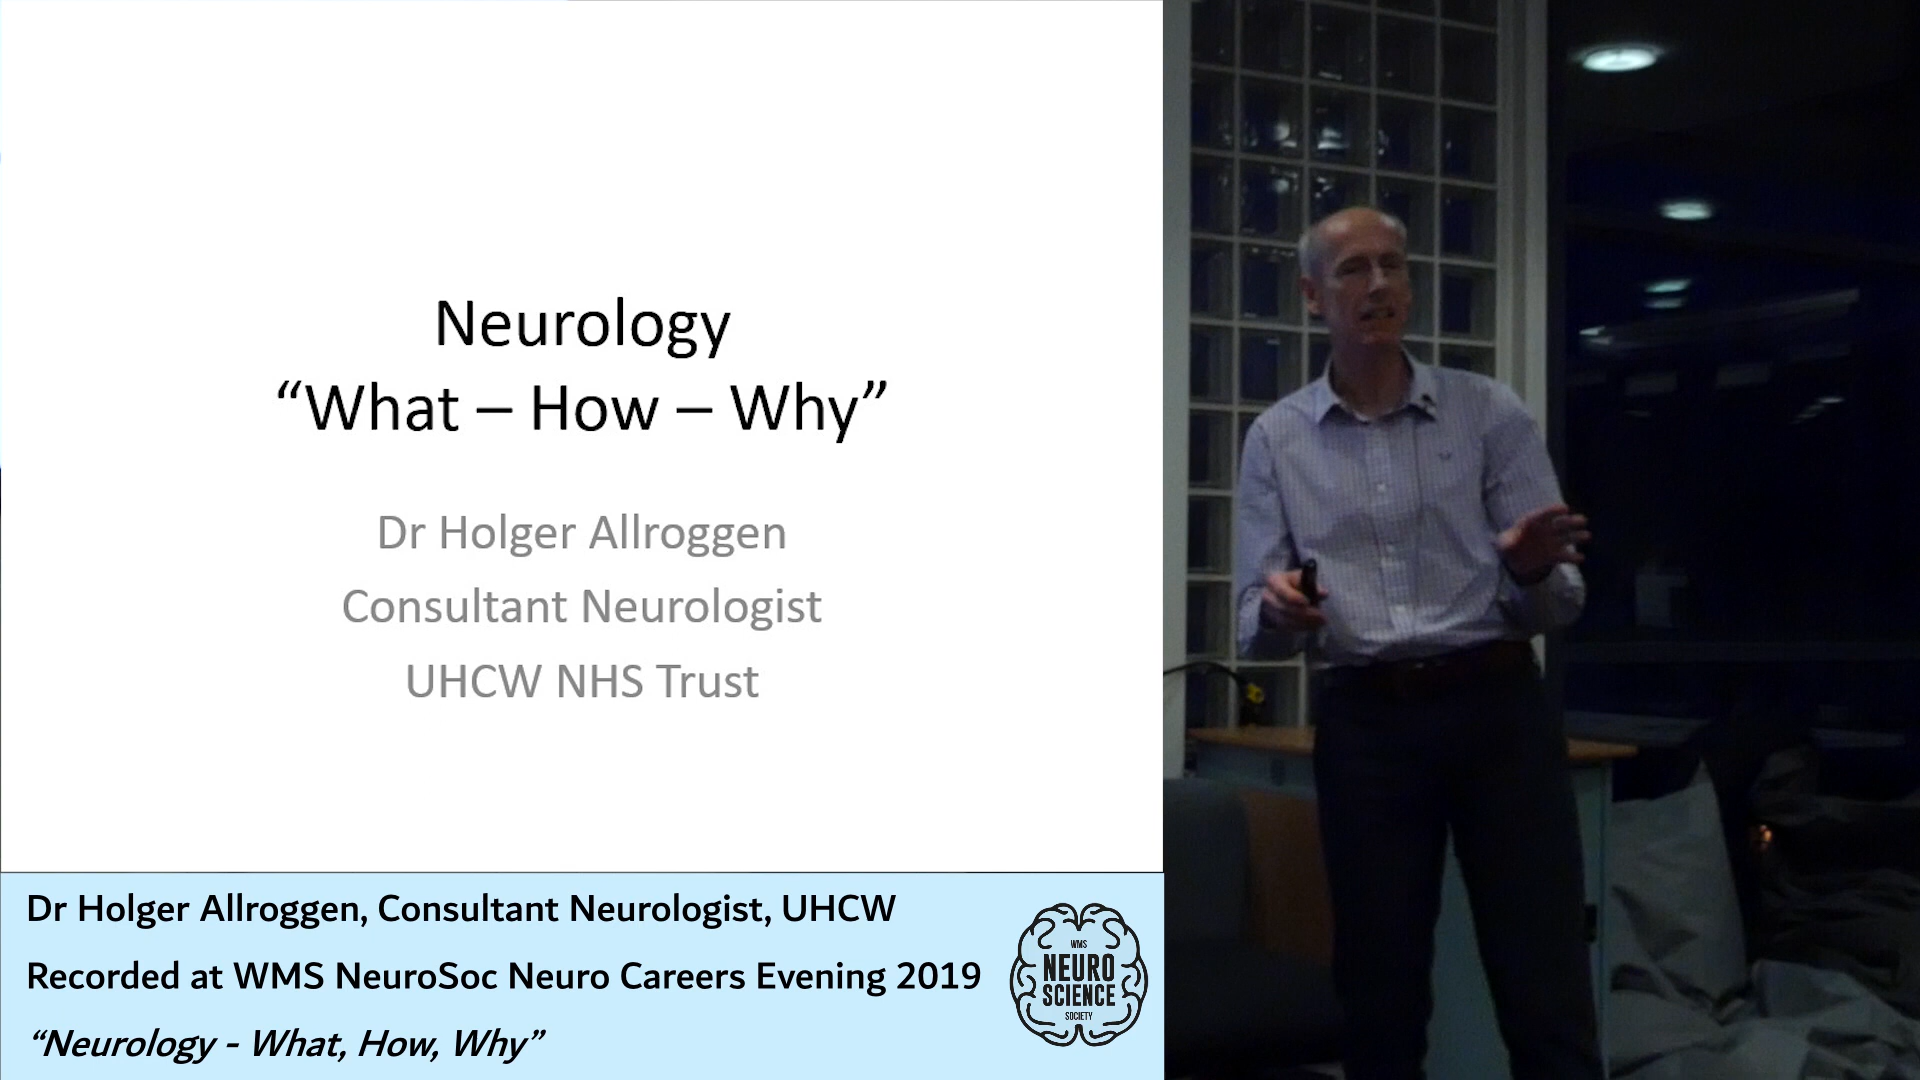 Neurology
“What – How – Why”
Dr Holger Allroggen
Consultant Neurologist
UHCW NHS Trust
Dr Holger Allroggen, Consultant Neurologist, UHCW
Recorded at WMS NeuroSoc Neuro Careers Evening 2019
“Neurology - What, How, Why”
WMS
NEURO
SCIENCE
SOCIETY